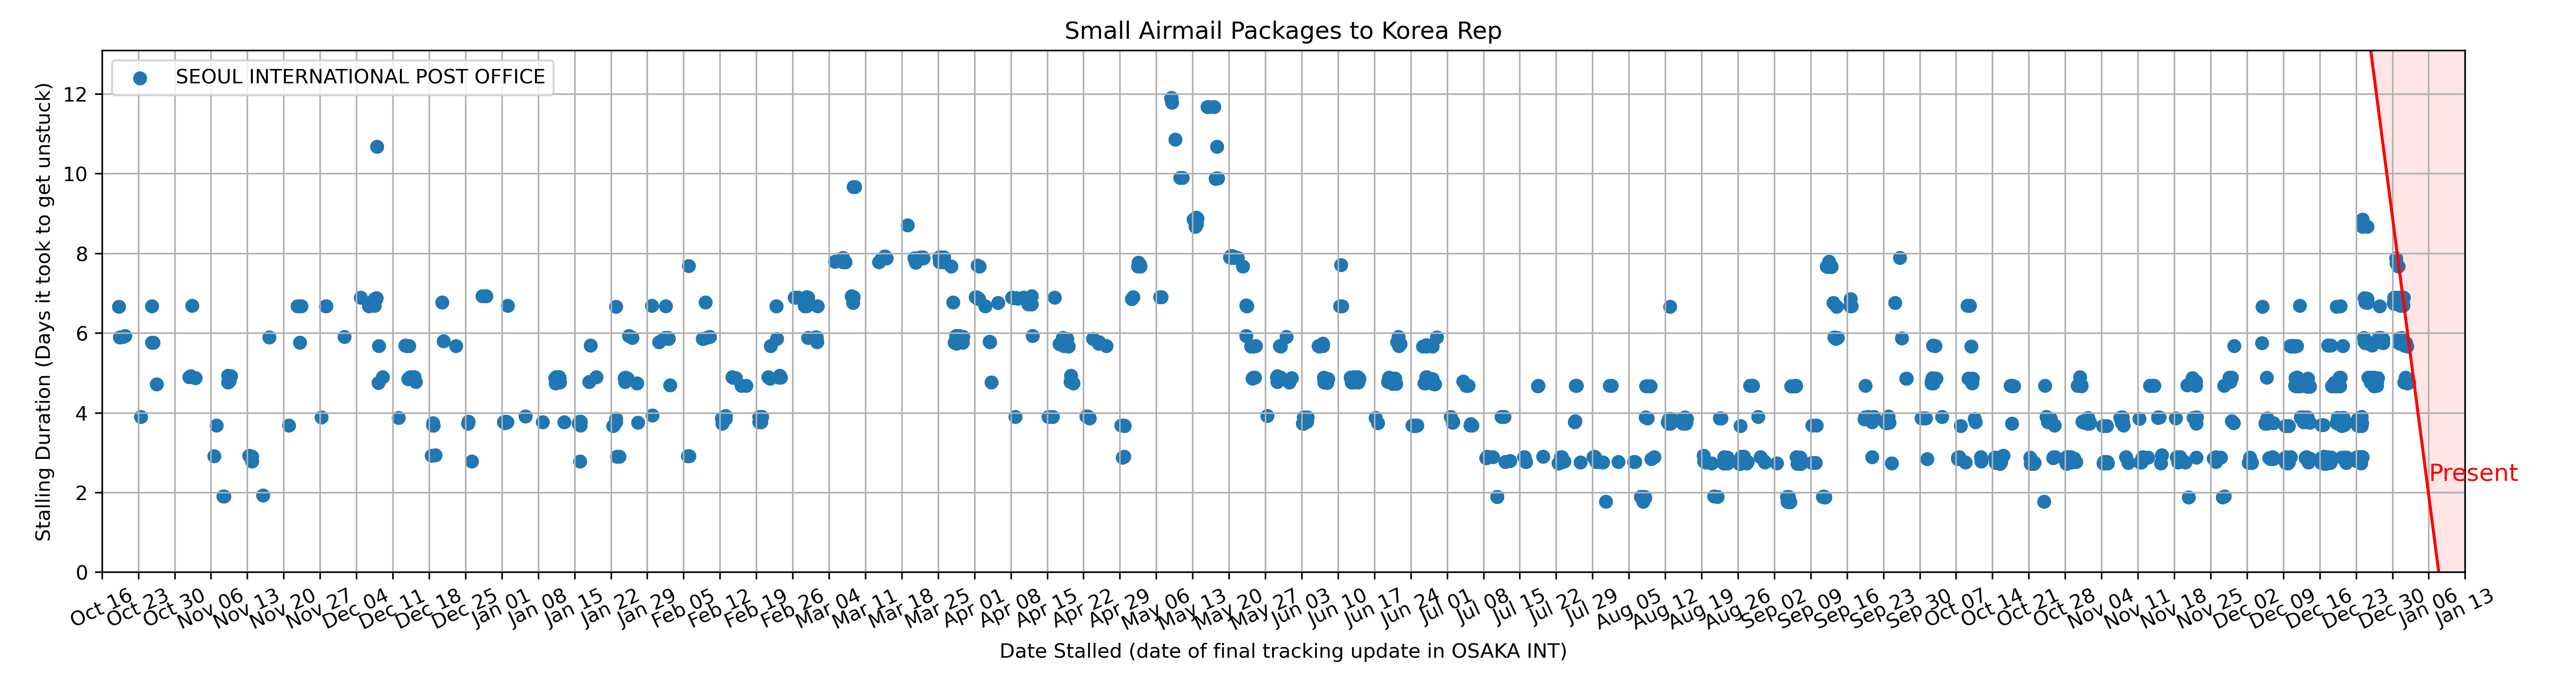 Small Airmail Packages to Korea Rep
SEOUL INTERNATIONAL POST OFFICE
Stalling Duration (Days it took to get unstuck)
12
10
8
6
4
2
0
Present
Oct 16 Oct 23 Oct 30 Nov 06 Nov 13 Nov 20 Nov 27 Dec 04 Dec 11 Dec 18 Dec 25 Jan 01 Jan 08 Jan 15 Jan 22 Jan 29 Feb 05 Feb 12 Feb 19 Feb 26 Mar 04 Mar 11 Mar 18 Mar 25 Apr 01 Apr 08 Apr 15 Apr 22 Apr 29 May 06 May 13 May 20 May 27 Jun 03 Jun 10 Jun 17 Jun 24 Jul 01 Jul 08 Jul 15 Jul 22 Jul 29 Aug 05 Aug 12 Aug 19 Aug 26 Sep 02 Sep 09 Sep 16 Sep 23 Sep 30 Oct 07 Oct 14 Oct 21 Oct 28 Nov 04 Nov 11 Nov 18 Nov 25 Dec 02 Dec 09 Dec 16 Dec 23 Dec 30 Jan 06 Jan 13
Date Stalled (date of final tracking update in OSAKA INT)